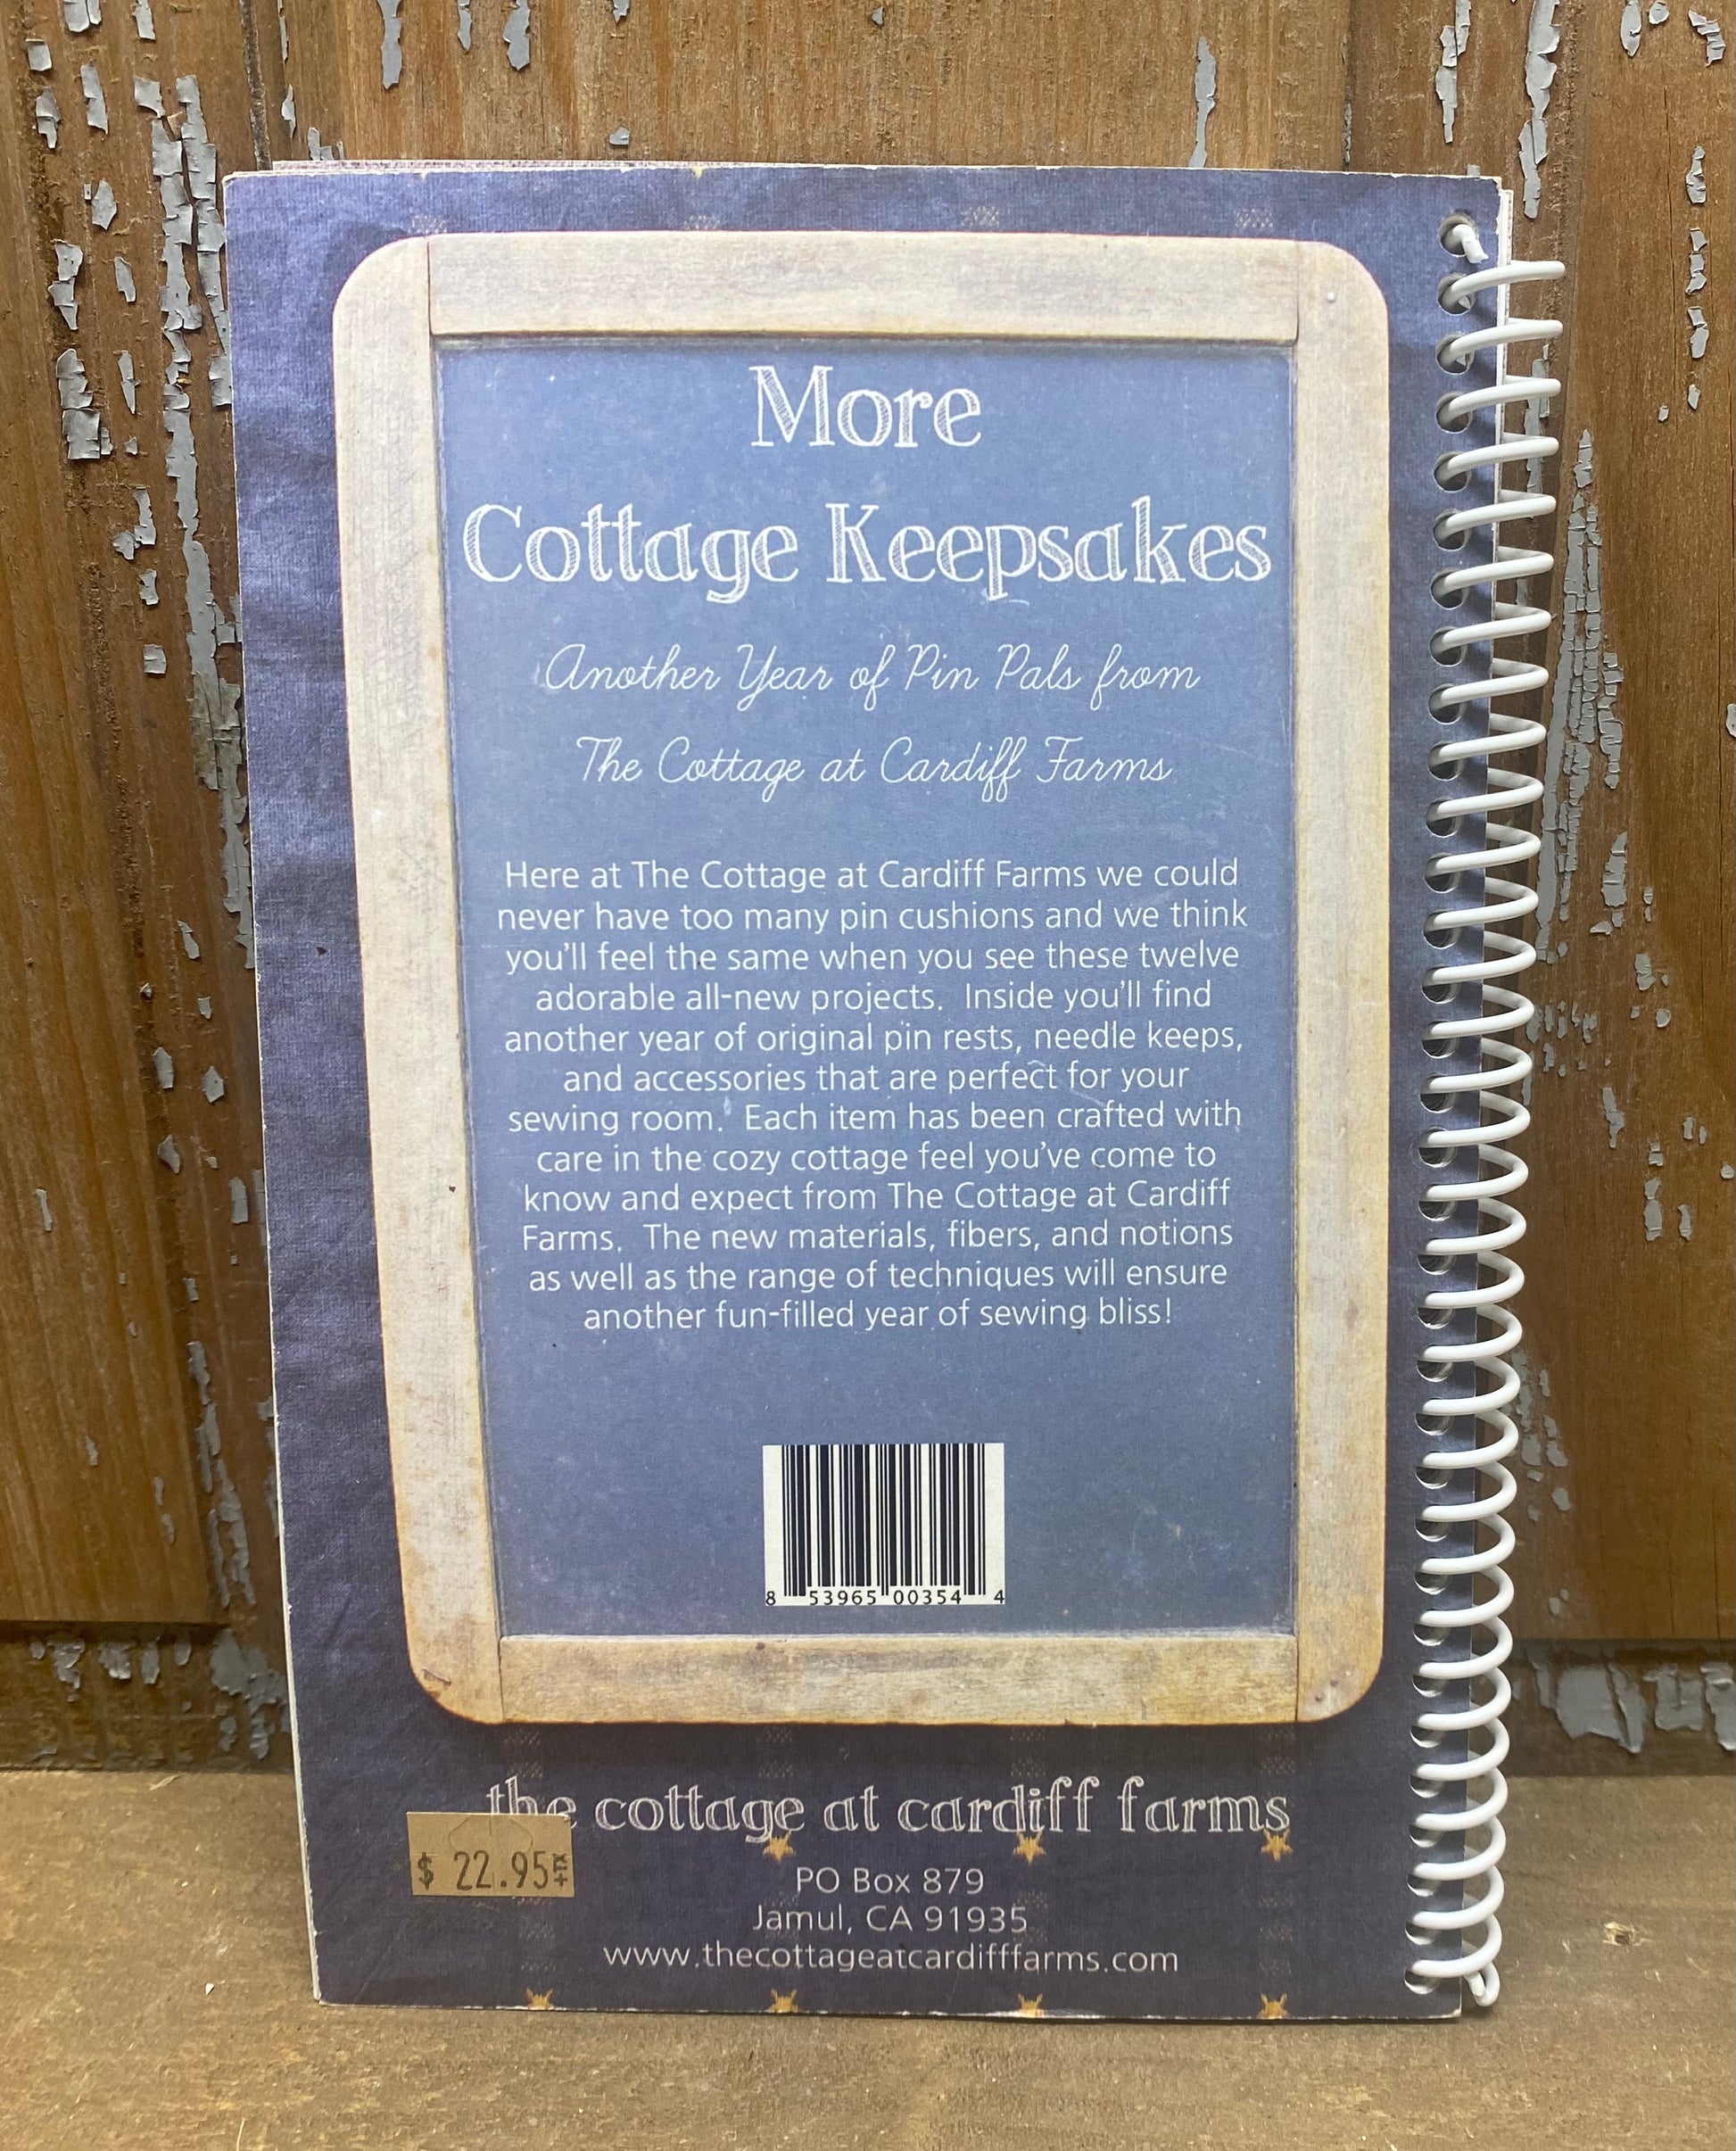 More
Cottage Keepsakes
Another Year of Pin Pals from
The Cottage at Cardiff Farms
Here at The Cottage at Cardiff Farms we could
never have too many pin cushions and we think
you'll feel the same when you see these twelve
adorable all-new projects. Inside you'll find
another year of original pin rests, needle keeps,
and accessories that are perfect for your
sewing room. Each item has been crafted with
care in the cozy cottage feel you've come to
know and expect from The Cottage at Cardiff
Farms. The new materials, fibers, and notions
as well as the range of techniques will ensure
another fun-filled year of sewing bliss!
8 53965 00354 4
the cottage at cardiff farms
$ 22.95
PO Box 879
Jamul, CA 91935
www.thecottageatcardifffarms.com